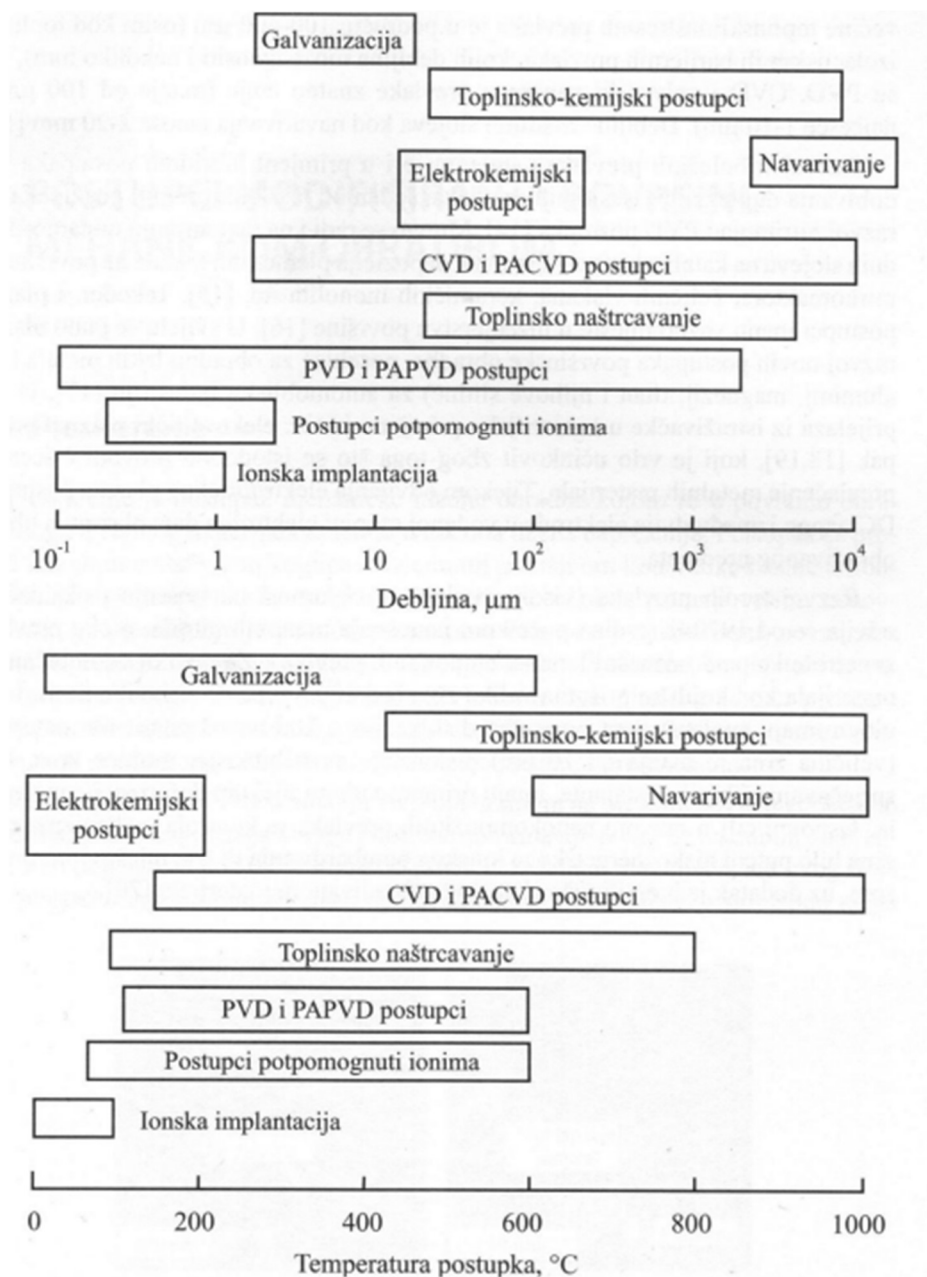 Galvanizacija
Toplinsko-kemijski postupci
Navarivanje
Elektrokemijski
postupci
CVD i PACVD postupci
Toplinsko naštrcavanje
PVD i PAPVD postupci
Postupci potpomognuti ionima
Ionska implantacija
10⁻¹ 1 10 10² 10³ 10⁴
Debljina, μm
Galvanizacija
Toplinsko-kemijski postupci
Elektrokemijski
postupci
Navarivanje
CVD i PACVD postupci
Toplinsko naštrcavanje
PVD i PAPVD postupci
Postupci potpomognuti ionima
Ionska implantacija
0 200 400 600 800 1000
Temperatura postupka, °C